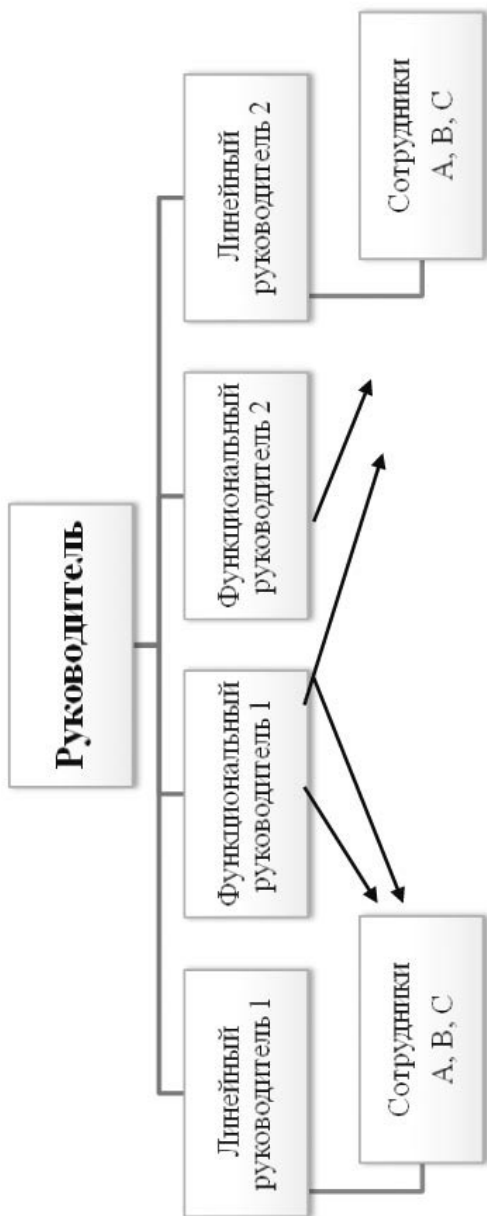 Руководитель
Линейный
руководитель 1
Функциональный
руководитель 1
Функциональный
руководитель 2
Линейный
руководитель 2
Сотрудники
А, В, С
Сотрудники
А, В, С